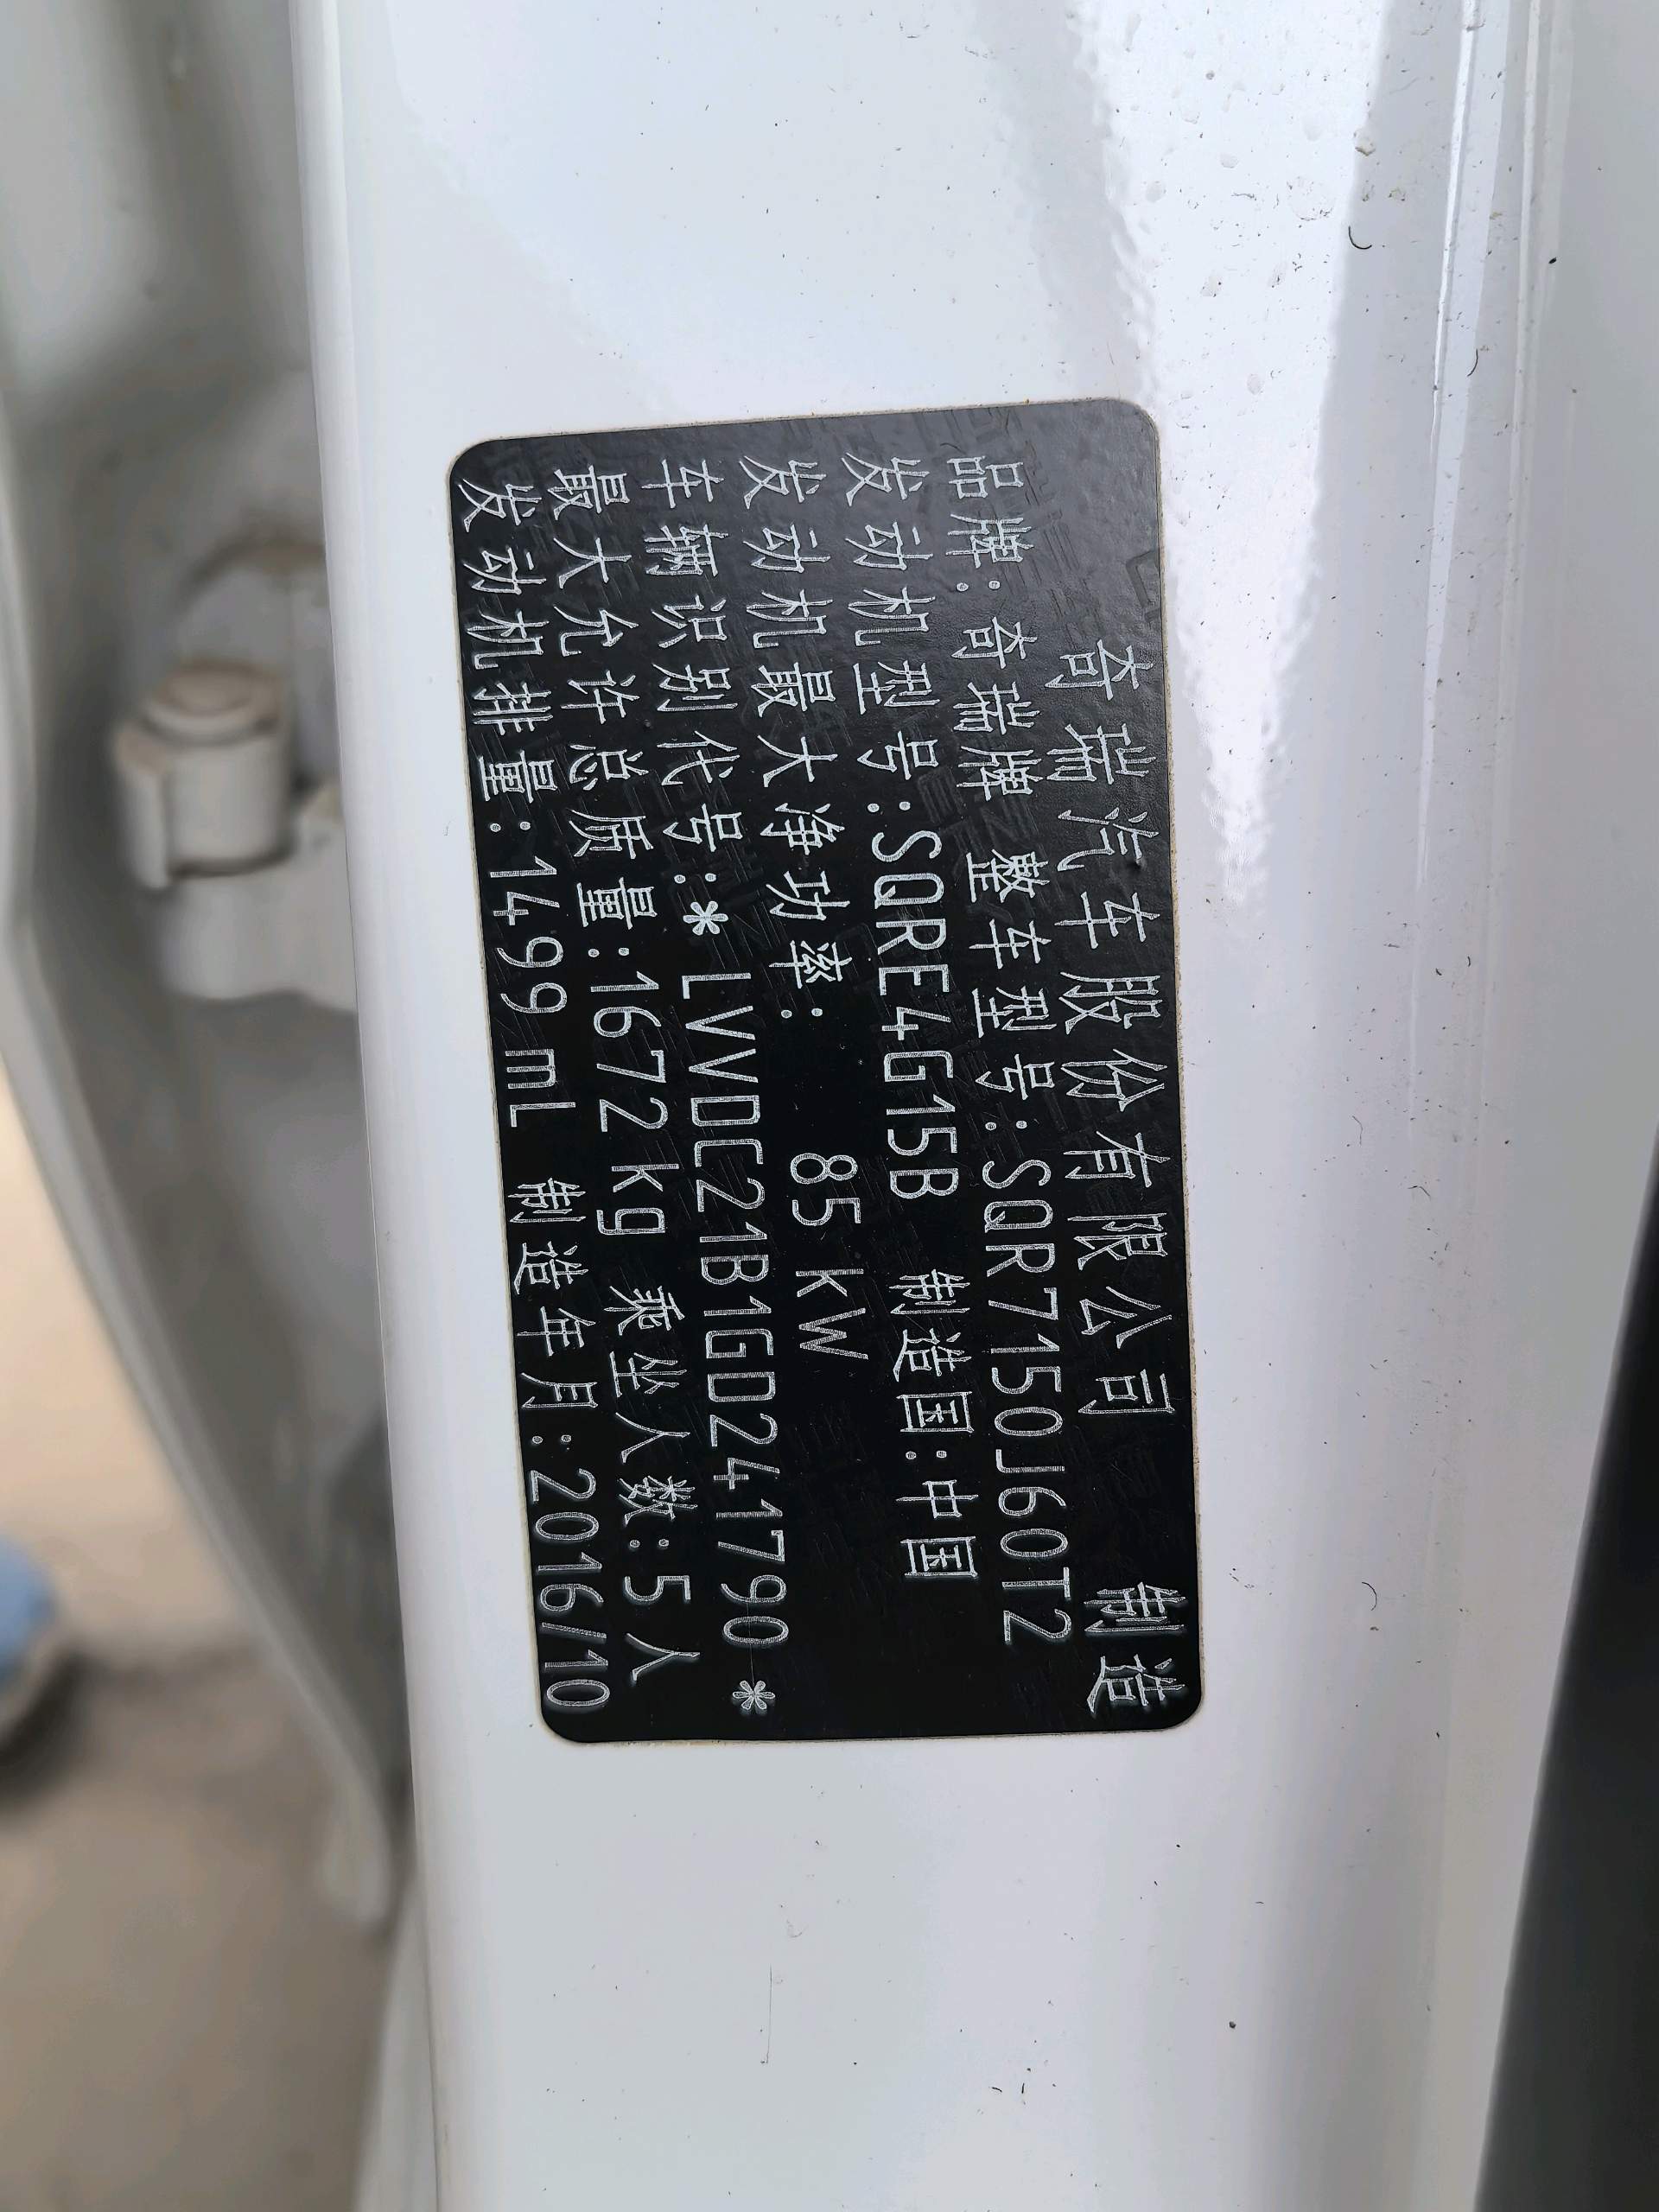 奇瑞汽车股份有限公司 制造
品牌:奇瑞牌 整车型号:SQR7150J60T2
发动机型号:SQRE4G15B 制造国:中国
发动机最大净功率: 85 KW
车辆识别代号:* LVVDC21B1GD241790 *
最大允许总质量:1672 kg 乘坐人数:5 人
发动机排量:1499 mL 制造年月:2016/10